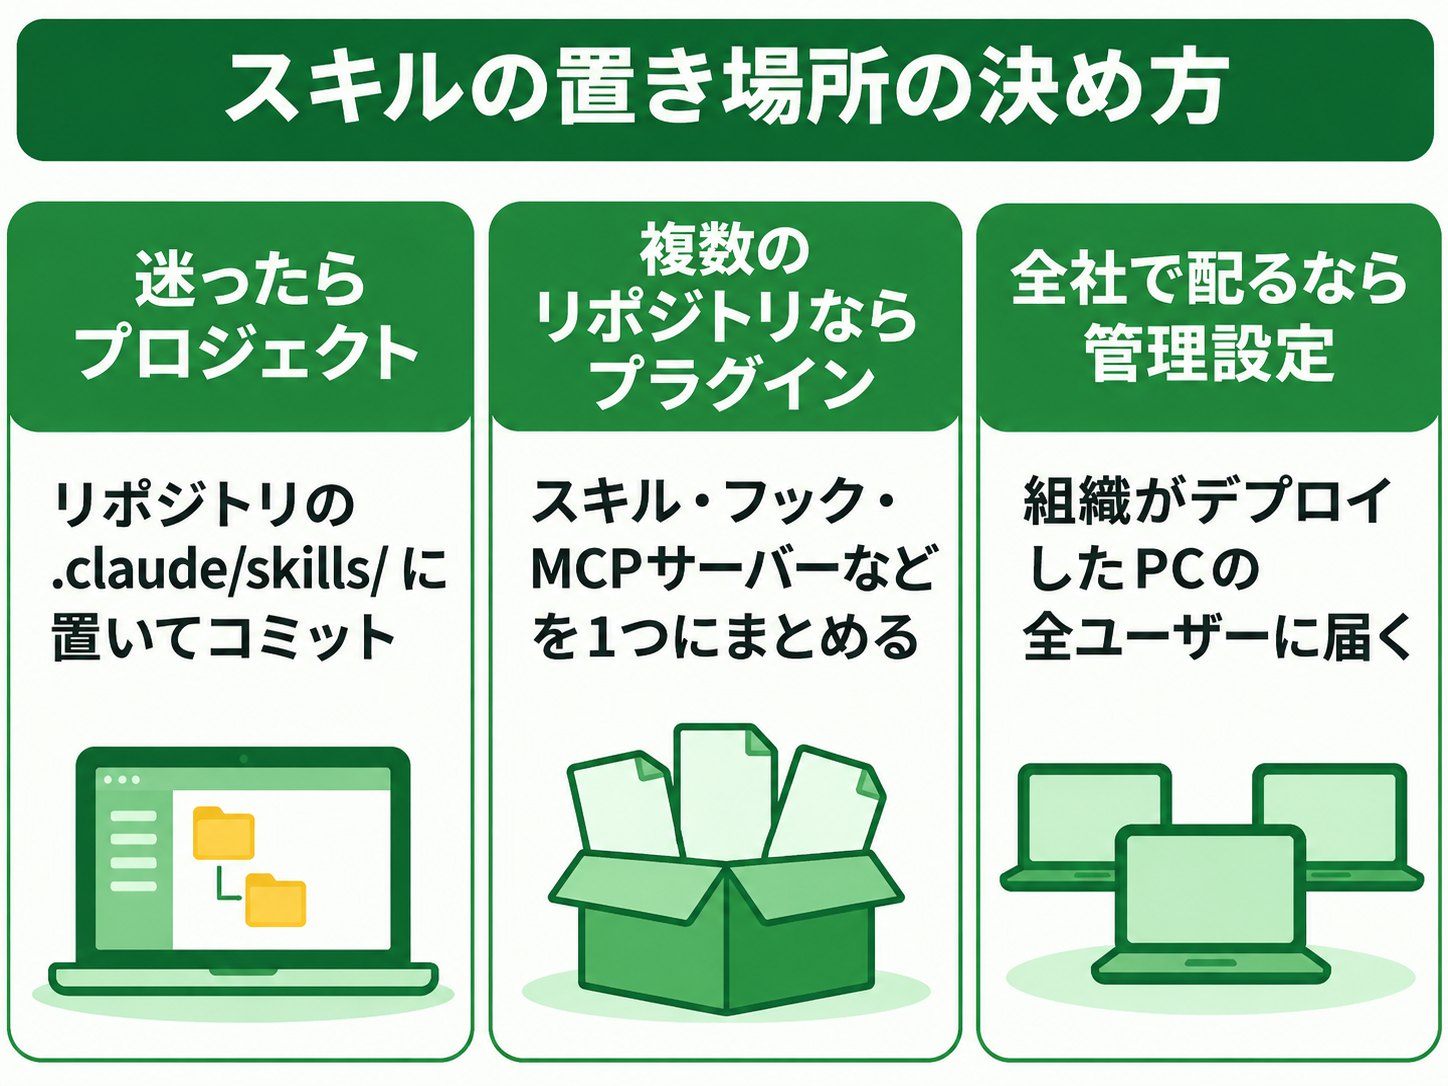 スキルの置き場所の決め方
迷ったら
プロジェクト
リポジトリの
.claude/skills/ に
置いてコミット
複数の
リポジトリなら
プラグイン
スキル・フック・
MCPサーバーなど
を1つにまとめる
全社で配るなら
管理設定
組織がデプロイ
したPCの
全ユーザーに届く